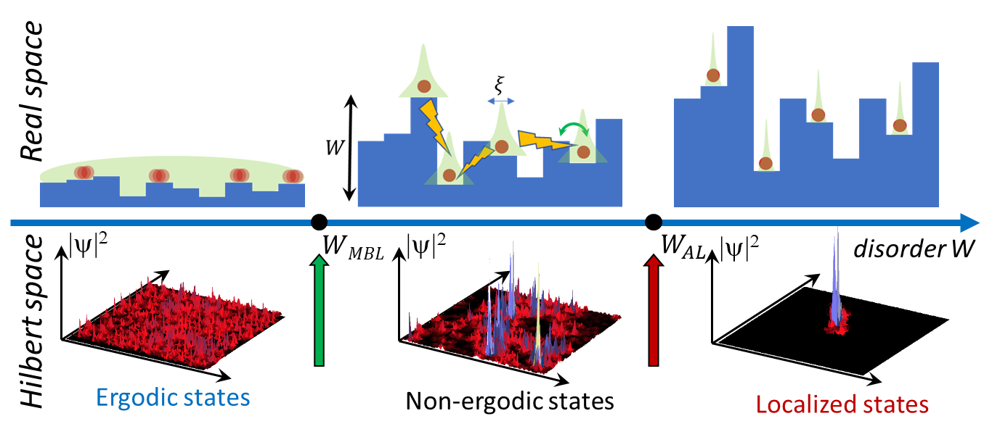 Real space
ξ
W
|ψ|²
W_MBL
|ψ|²
W_AL
|ψ|²
disorder W
Hilbert space
Ergodic states
Non-ergodic states
Localized states